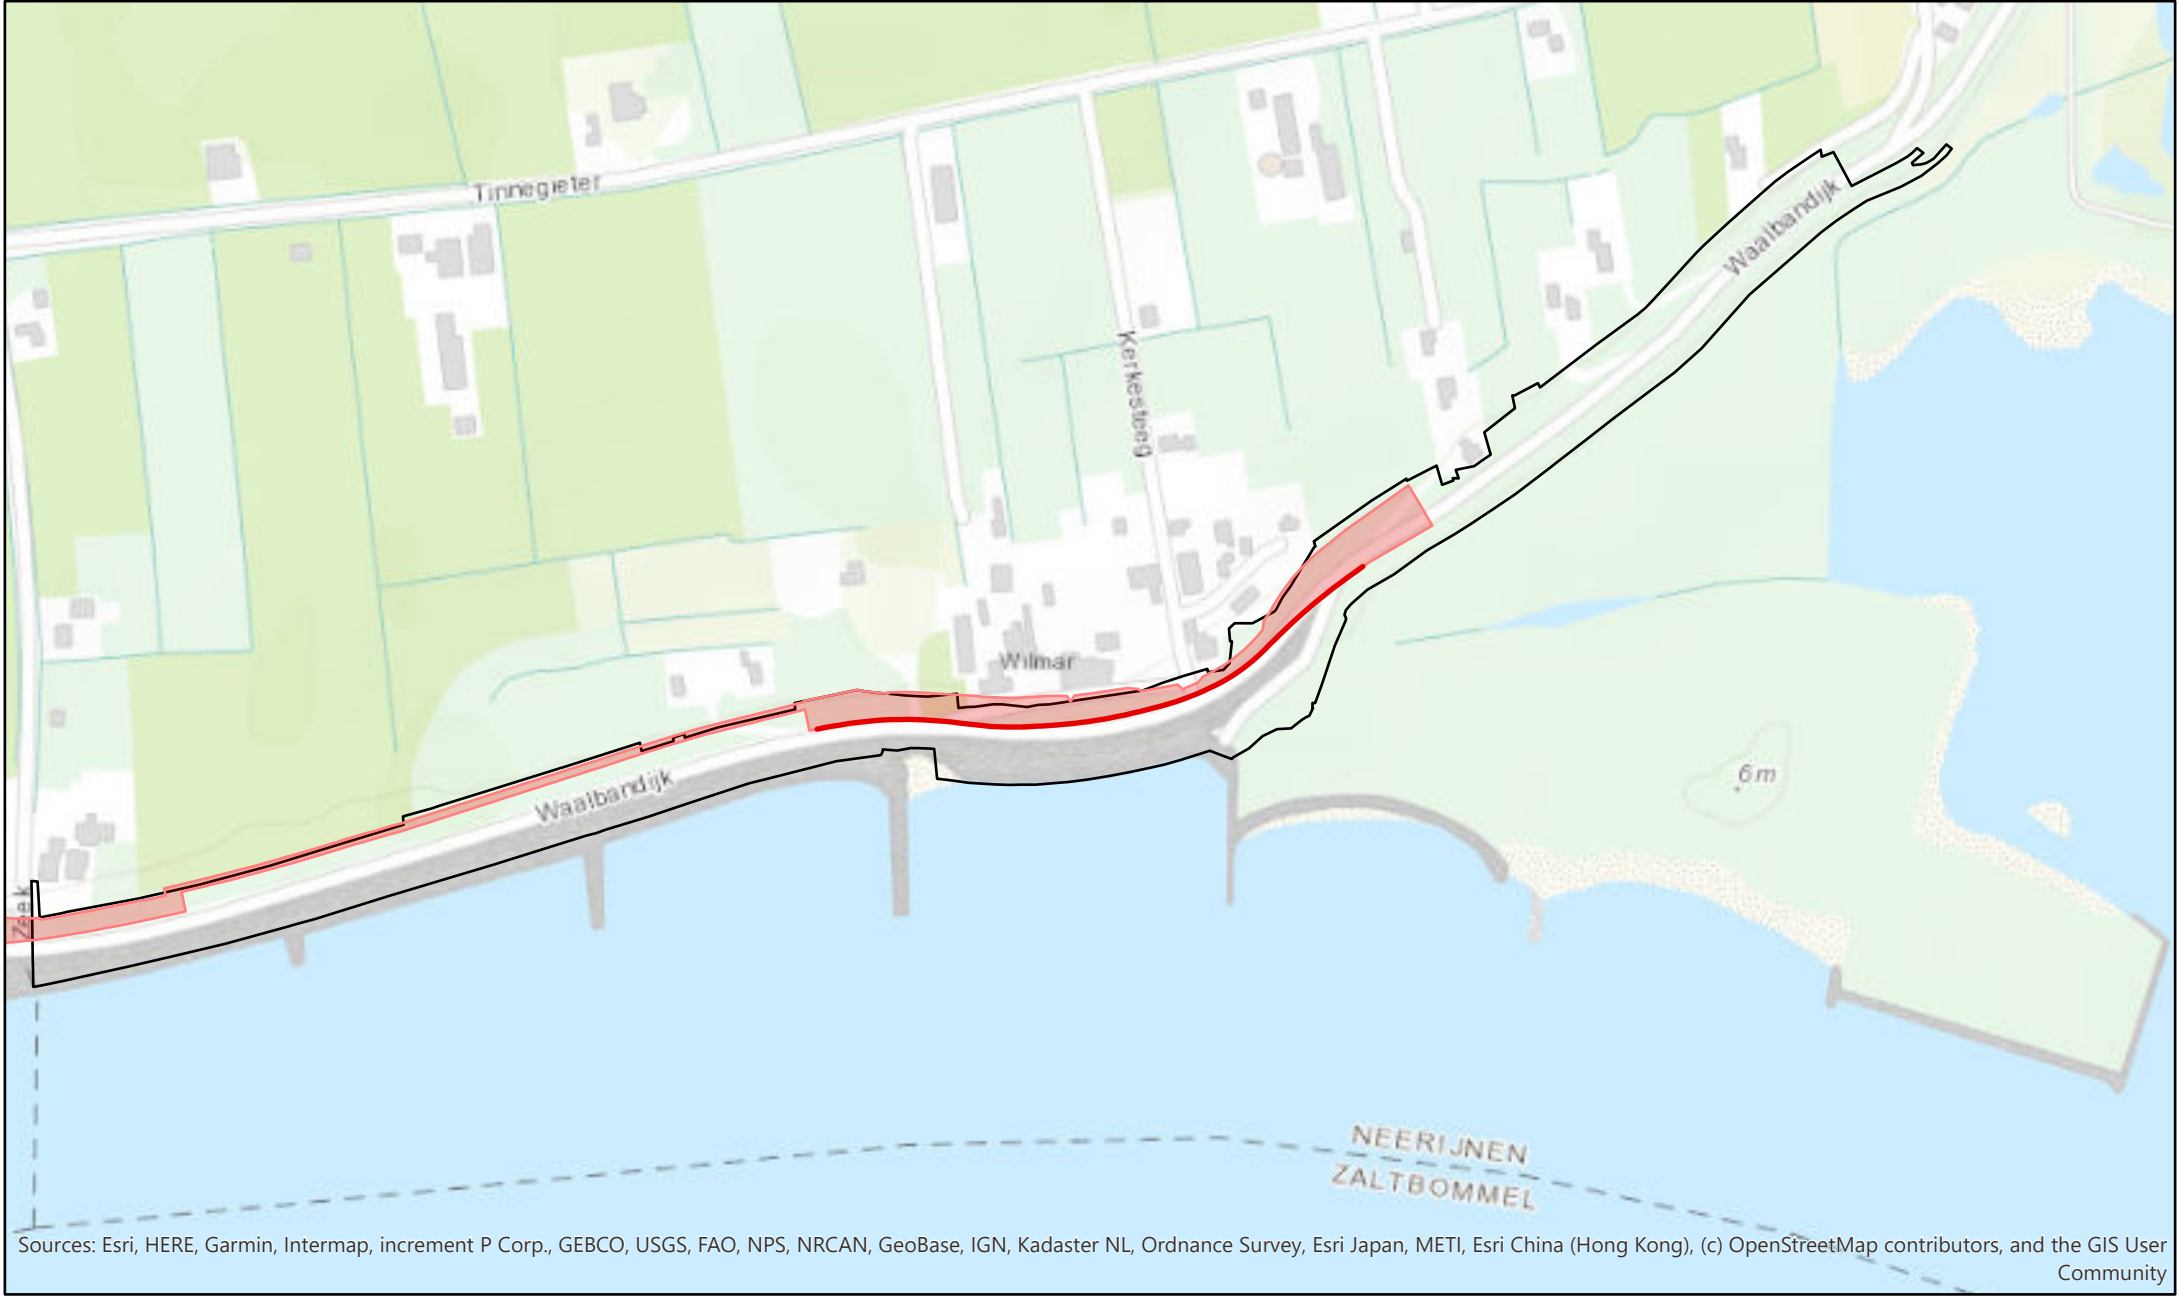 Tinnegieter
Waalbandijk
Kerkesteeg
Wilmar
Waalbandijk
6m
Zeek
NEERIJNEN
ZALTBOMMEL
Sources: Esri, HERE, Garmin, Intermap, increment P Corp., GEBCO, USGS, FAO, NPS, NRCAN, GeoBase, IGN, Kadaster NL, Ordnance Survey, Esri Japan, METI, Esri China (Hong Kong), (c) OpenStreetMap contributors, and the GIS User
Community